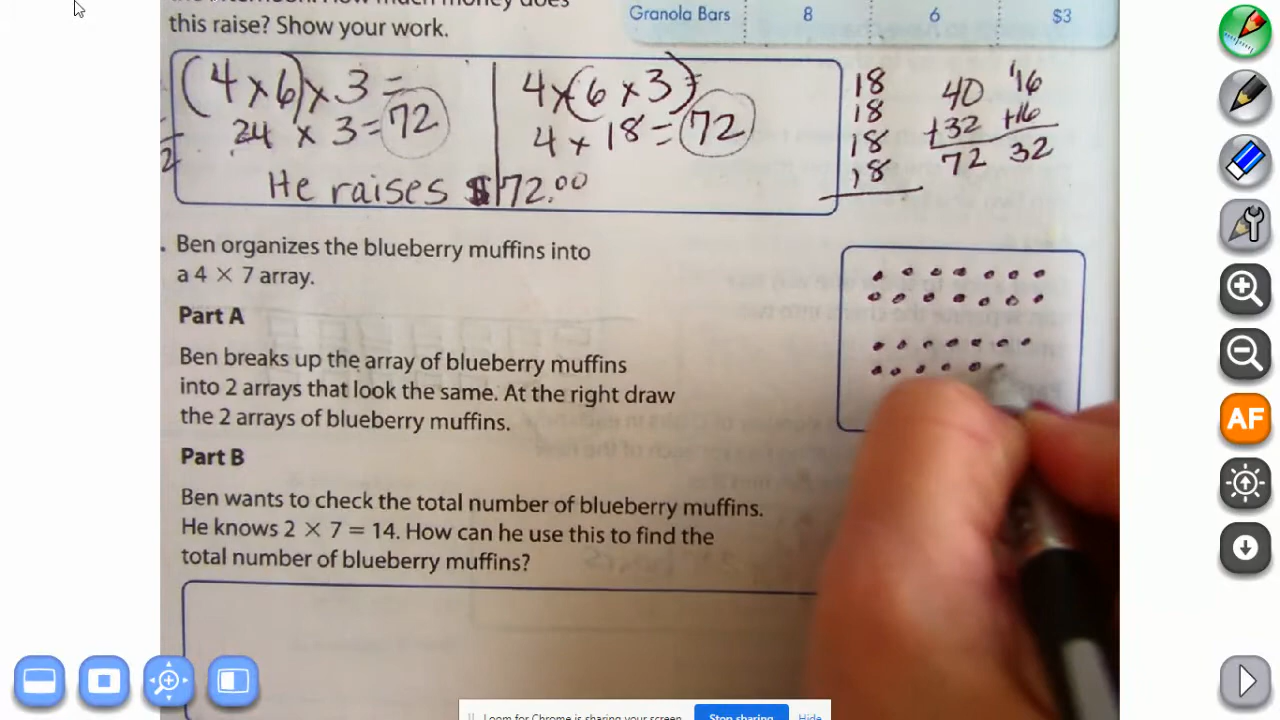 this raise? Show your work.
Granola Bars 8 6 $3
(4×6)×3=
24 × 3=72
4×(6×3)=
4 × 18=72
He raises $72.00
18
18
18
18
40
+32
72
16
+16
32
Ben organizes the blueberry muffins into
a 4 × 7 array.
Part A
Ben breaks up the array of blueberry muffins
into 2 arrays that look the same. At the right draw
the 2 arrays of blueberry muffins.
Part B
Ben wants to check the total number of blueberry muffins.
He knows 2 × 7 = 14. How can he use this to find the
total number of blueberry muffins?
AF
Loom for Chrome is sharing your screen.
Stop sharing
Hide